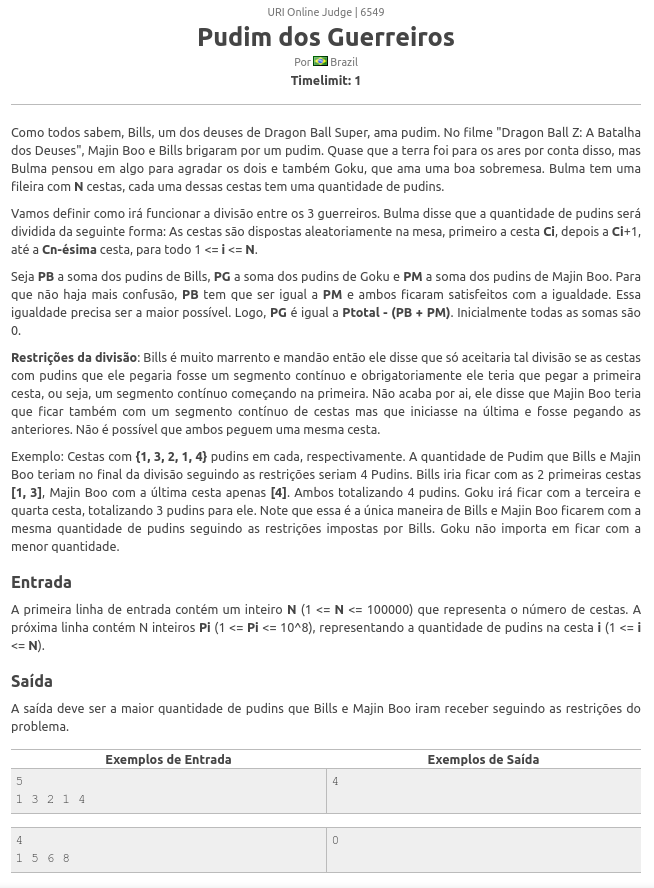 URI Online Judge | 6549
Pudim dos Guerreiros
Por Brazil
Timelimit: 1
Como todos sabem, Bills, um dos deuses de Dragon Ball Super, ama pudim. No filme "Dragon Ball Z: A Batalha
dos Deuses", Majin Boo e Bills brigaram por um pudim. Quase que a terra foi para os ares por conta disso, mas
Bulma pensou em algo para agradar os dois e também Goku, que ama uma boa sobremesa. Bulma tem uma
fileira com N cestas, cada uma dessas cestas tem uma quantidade de pudins.
Vamos definir como irá funcionar a divisão entre os 3 guerreiros. Bulma disse que a quantidade de pudins será
dividida da seguinte forma: As cestas são dispostas aleatoriamente na mesa, primeiro a cesta Ci, depois a Ci+1,
até a Cn-ésima cesta, para todo 1 <= i <= N.
Seja PB a soma dos pudins de Bills, PG a soma dos pudins de Goku e PM a soma dos pudins de Majin Boo. Para
que não haja mais confusão, PB tem que ser igual a PM e ambos ficaram satisfeitos com a igualdade. Essa
igualdade precisa ser a maior possível. Logo, PG é igual a Ptotal - (PB + PM). Inicialmente todas as somas são
0.
Restrições da divisão: Bills é muito marrento e mandão então ele disse que só aceitaria tal divisão se as cestas
com pudins que ele pegaria fosse um segmento contínuo e obrigatoriamente ele teria que pegar a primeira
cesta, ou seja, um segmento contínuo começando na primeira. Não acaba por ai, ele disse que Majin Boo teria
que ficar também com um segmento contínuo de cestas mas que iniciasse na última e fosse pegando as
anteriores. Não é possível que ambos peguem uma mesma cesta.
Exemplo: Cestas com {1, 3, 2, 1, 4} pudins em cada, respectivamente. A quantidade de Pudim que Bills e Majin
Boo teriam no final da divisão seguindo as restrições seriam 4 Pudins. Bills iria ficar com as 2 primeiras cestas
[1, 3], Majin Boo com a última cesta apenas [4]. Ambos totalizando 4 pudins. Goku irá ficar com a terceira e
quarta cesta, totalizando 3 pudins para ele. Note que essa é a única maneira de Bills e Majin Boo ficarem com a
mesma quantidade de pudins seguindo as restrições impostas por Bills. Goku não importa em ficar com a
menor quantidade.
Entrada
A primeira linha de entrada contém um inteiro N (1 <= N <= 100000) que representa o número de cestas. A
próxima linha contém N inteiros Pi (1 <= Pi <= 10^8), representando a quantidade de pudins na cesta i (1 <= i
<= N).
Saída
A saída deve ser a maior quantidade de pudins que Bills e Majin Boo iram receber seguindo as restrições do
problema.
Exemplos de Entrada Exemplos de Saída
5 4
1 3 2 1 4
4 0
1 5 6 8